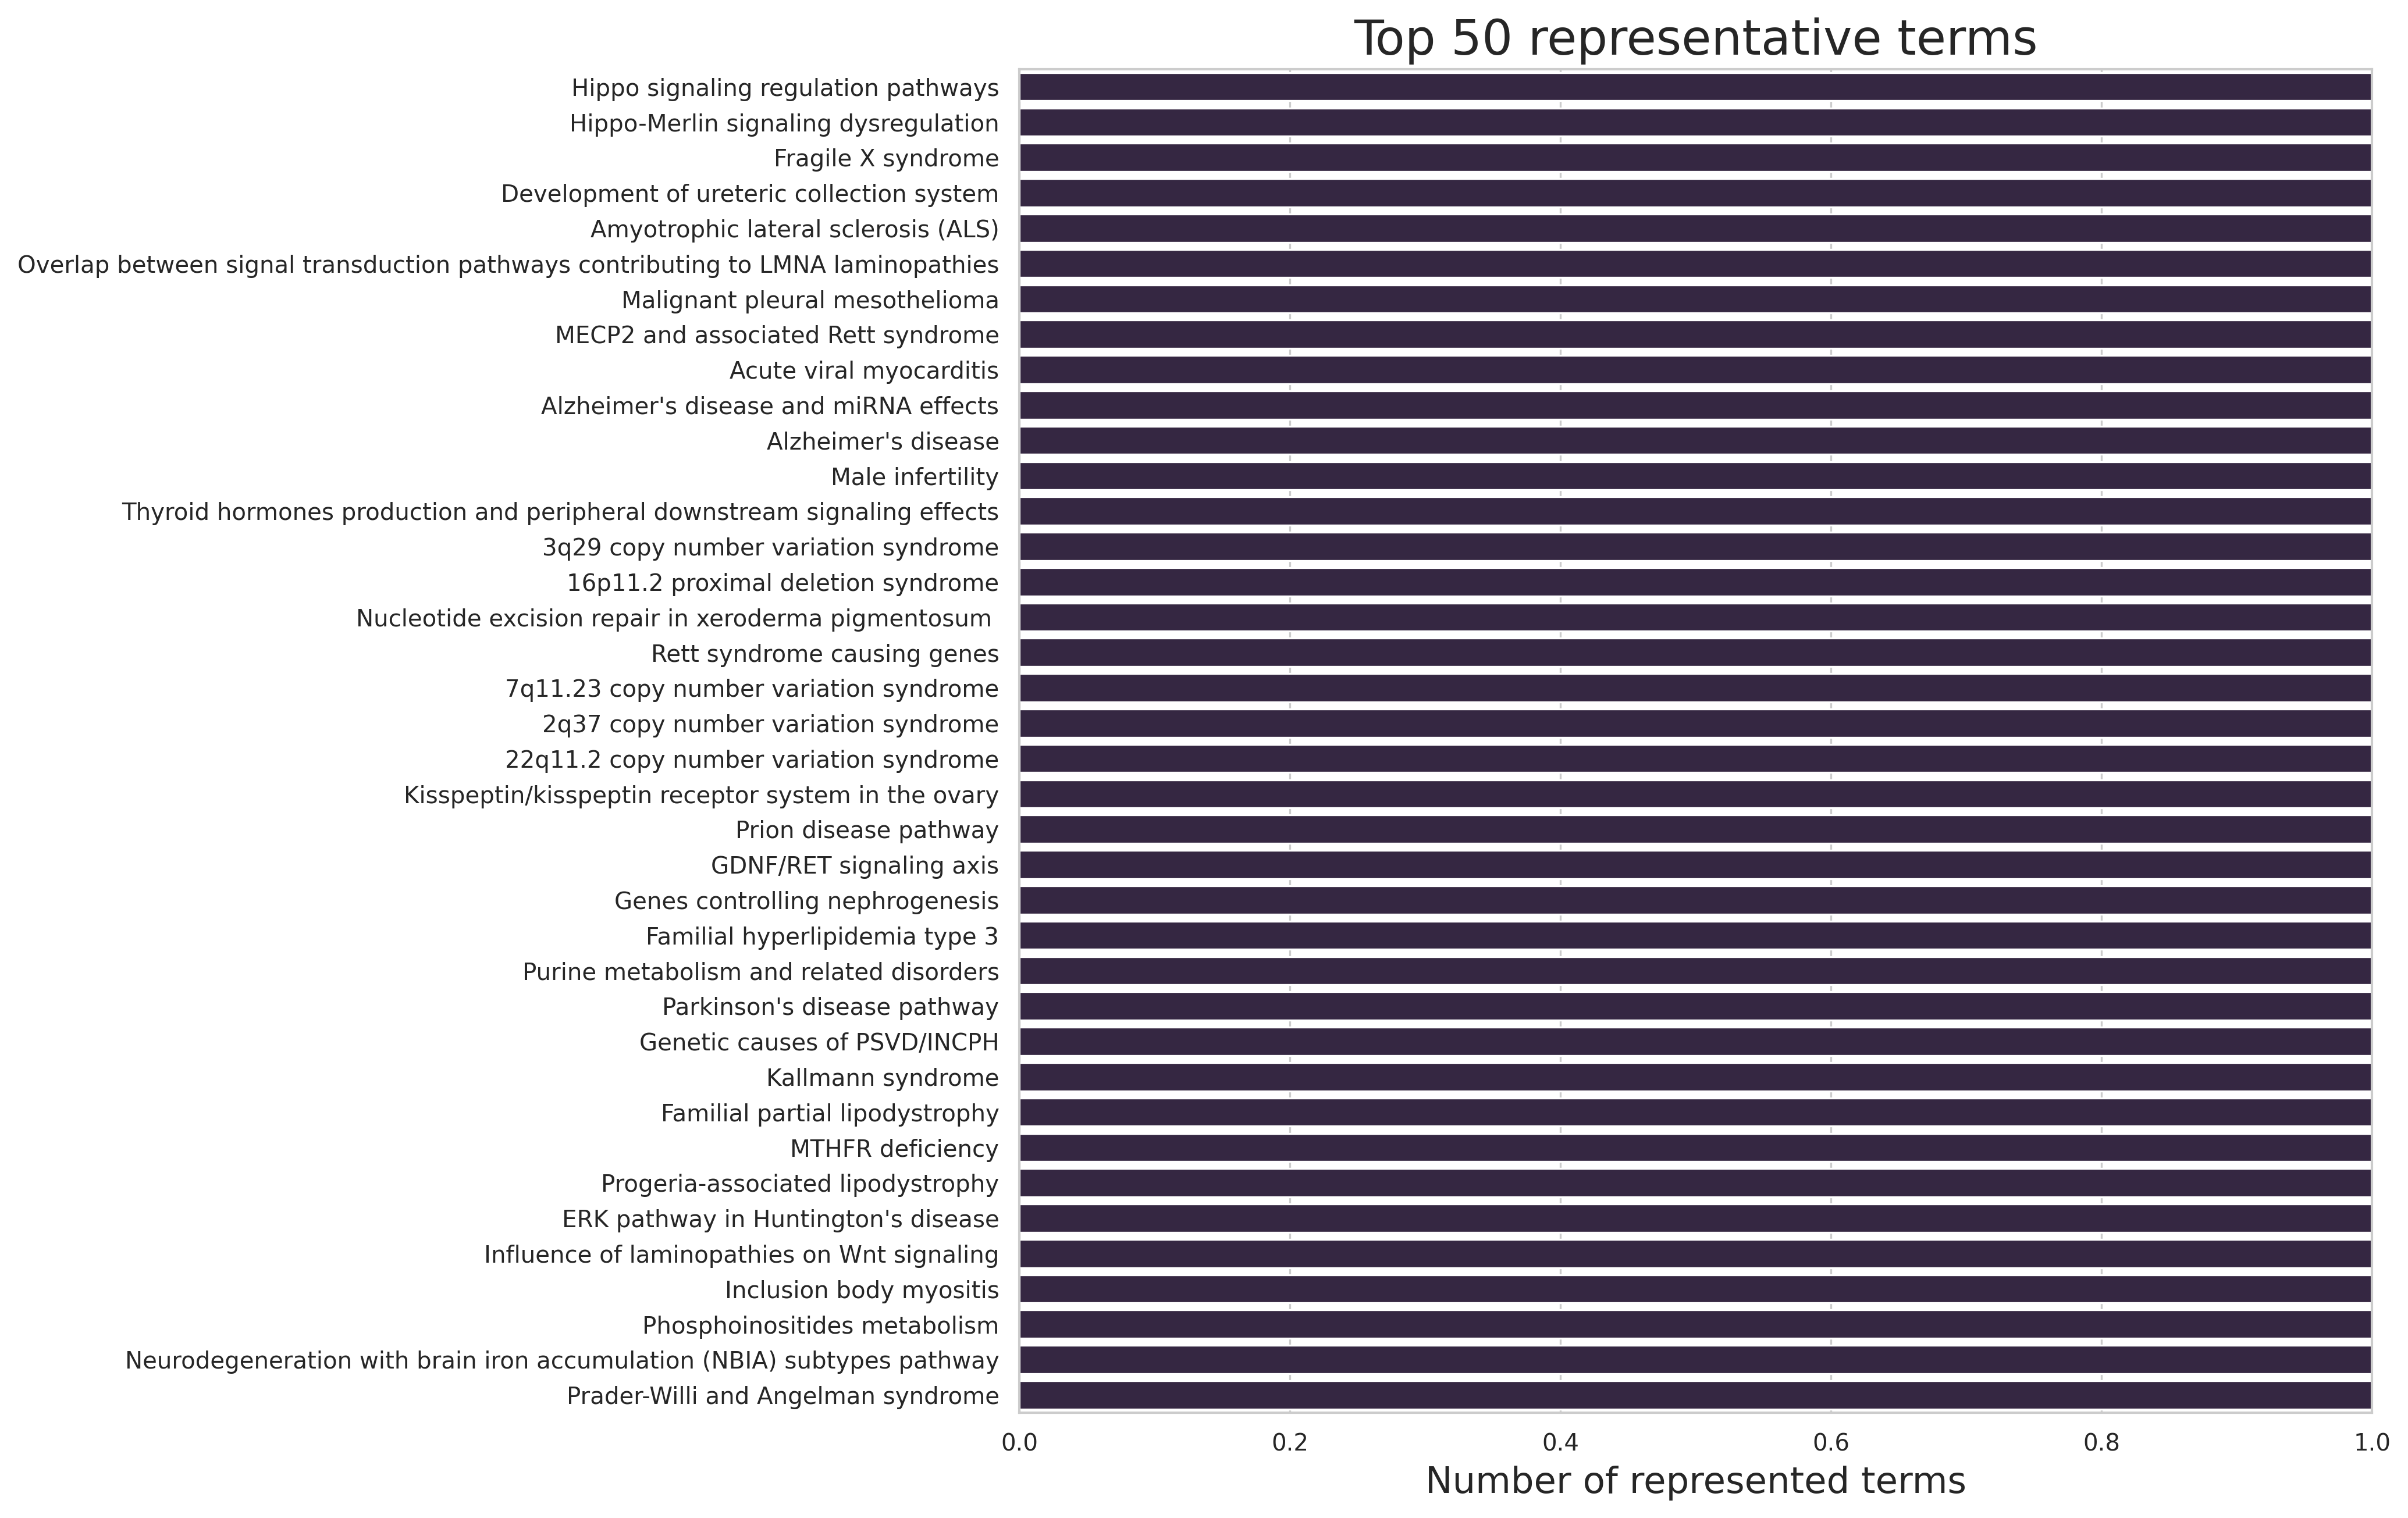 Top 50 representative terms
Hippo signaling regulation pathways
Hippo-Merlin signaling dysregulation
Fragile X syndrome
Development of ureteric collection system
Amyotrophic lateral sclerosis (ALS)
Overlap between signal transduction pathways contributing to LMNA laminopathies
Malignant pleural mesothelioma
MECP2 and associated Rett syndrome
Acute viral myocarditis
Alzheimer's disease and miRNA effects
Alzheimer's disease
Male infertility
Thyroid hormones production and peripheral downstream signaling effects
3q29 copy number variation syndrome
16p11.2 proximal deletion syndrome
Nucleotide excision repair in xeroderma pigmentosum
Rett syndrome causing genes
7q11.23 copy number variation syndrome
2q37 copy number variation syndrome
22q11.2 copy number variation syndrome
Kisspeptin/kisspeptin receptor system in the ovary
Prion disease pathway
GDNF/RET signaling axis
Genes controlling nephrogenesis
Familial hyperlipidemia type 3
Purine metabolism and related disorders
Parkinson's disease pathway
Genetic causes of PSVD/INCPH
Kallmann syndrome
Familial partial lipodystrophy
MTHFR deficiency
Progeria-associated lipodystrophy
ERK pathway in Huntington's disease
Influence of laminopathies on Wnt signaling
Inclusion body myositis
Phosphoinositides metabolism
Neurodegeneration with brain iron accumulation (NBIA) subtypes pathway
Prader-Willi and Angelman syndrome
0.0 0.2 0.4 0.6 0.8 1.0
Number of represented terms